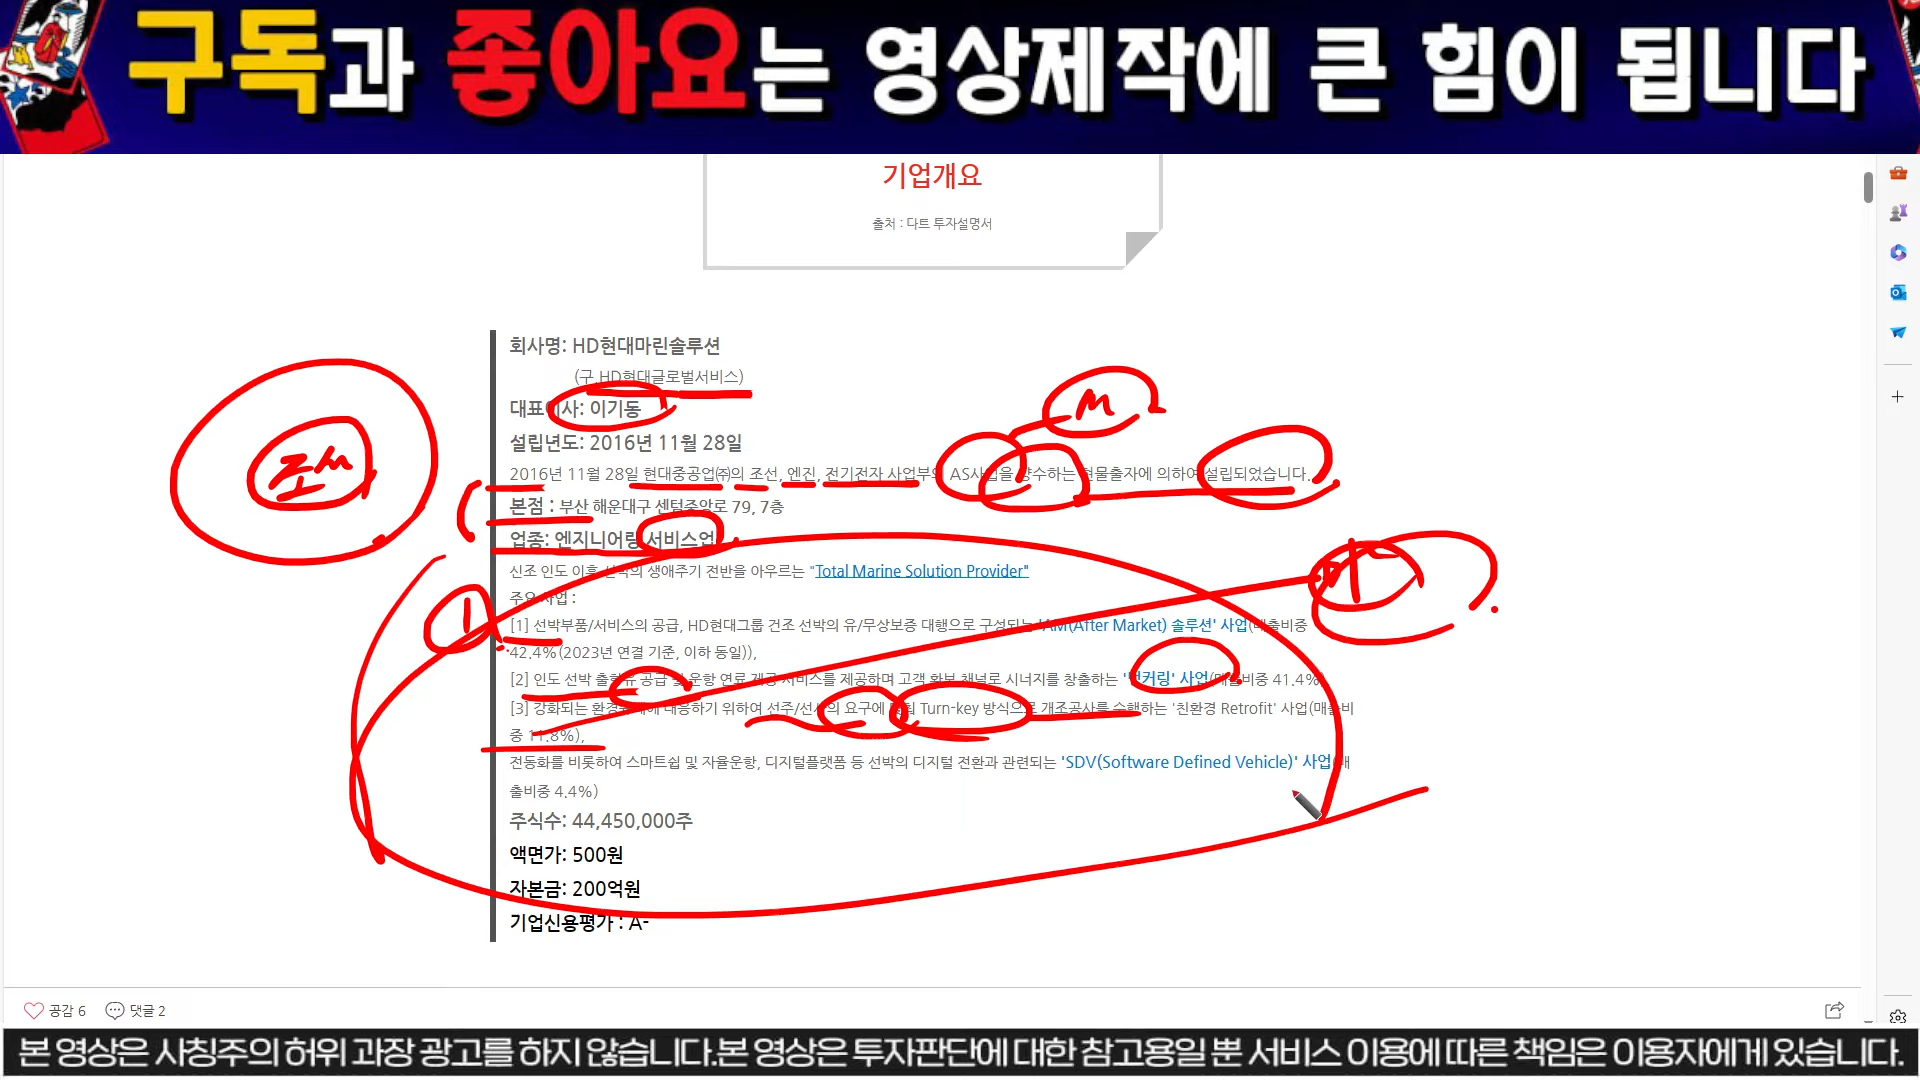 구독과 좋아요는 영상제작에 큰 힘이 됩니다
기업개요
출처 : 다트 투자설명서
회사명: HD현대마린솔루션
(구.HD현대글로벌서비스)
대표이사: 이기동
설립년도: 2016년 11월 28일
2016년 11월 28일 현대중공업㈜의 조선, 엔진, 전기전자 사업부의 AS사업을 양수하는 현물출자에 의하여 설립되었습니다.
본점 : 부산 해운대구 센텀중앙로 79, 7층
업종: 엔지니어링 서비스업
신조 인도 이후 선박의 생애주기 전반을 아우르는 "Total Marine Solution Provider"
주요 사업 :
[1] 선박부품/서비스의 공급, HD현대그룹 건조 선박의 유/무상보증 대행으로 구성되는 'AM(After Market) 솔루션' 사업(매출비중
42.4%(2023년 연결 기준, 이하 동일)),
[2] 인도 선박 출항유 공급 및 운항 연료 제공 서비스를 제공하며 고객 확보 채널로 시너지를 창출하는 '벙커링' 사업(매출비중 41.4%
[3] 강화되는 환경규제에 대응하기 위하여 선주/선사의 요구에 맞춰 Turn-key 방식으로 개조공사를 수행하는 '친환경 Retrofit' 사업(매출비
중 11.8%),
전동화를 비롯하여 스마트쉽 및 자율운항, 디지털플랫폼 등 선박의 디지털 전환과 관련되는 'SDV(Software Defined Vehicle)' 사업(매
출비중 4.4%)
주식수: 44,450,000주
액면가: 500원
자본금: 200억원
기업신용평가 : A-
공감 6 댓글 2
본 영상은 사칭주의 허위 과장 광고를 하지 않습니다.본 영상은 투자판단에 대한 참고용일 뿐 서비스 이용에 따른 책임은 이용자에게 있습니다.